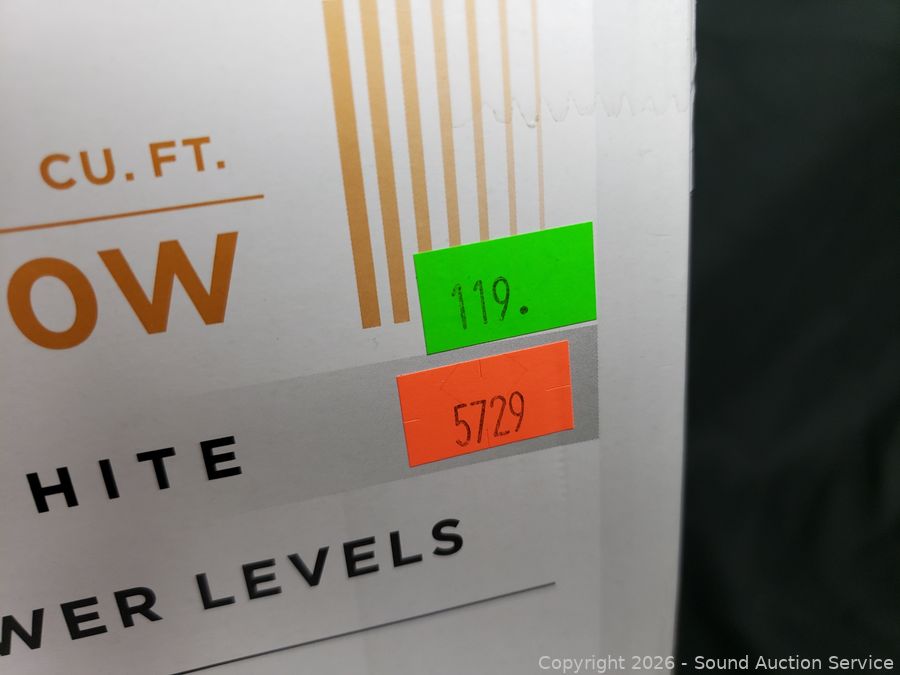 CU. FT.
OW
119.
5729
HITE
WER LEVELS
Copyright 2026 - Sound Auction Service